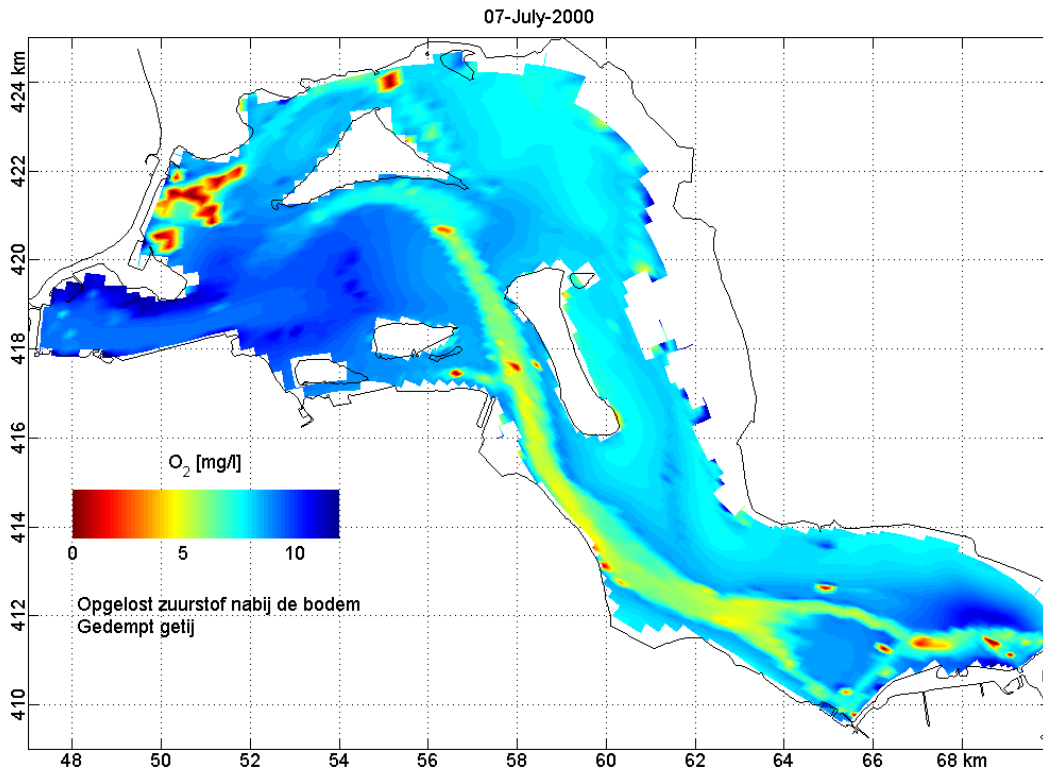 07-July-2000
424 km
422
420
418
416
414
412
410
O2 [mg/l]
0 5 10
Opgelost zuurstof nabij de bodem
Gedempt getij
48 50 52 54 56 58 60 62 64 66 68 km